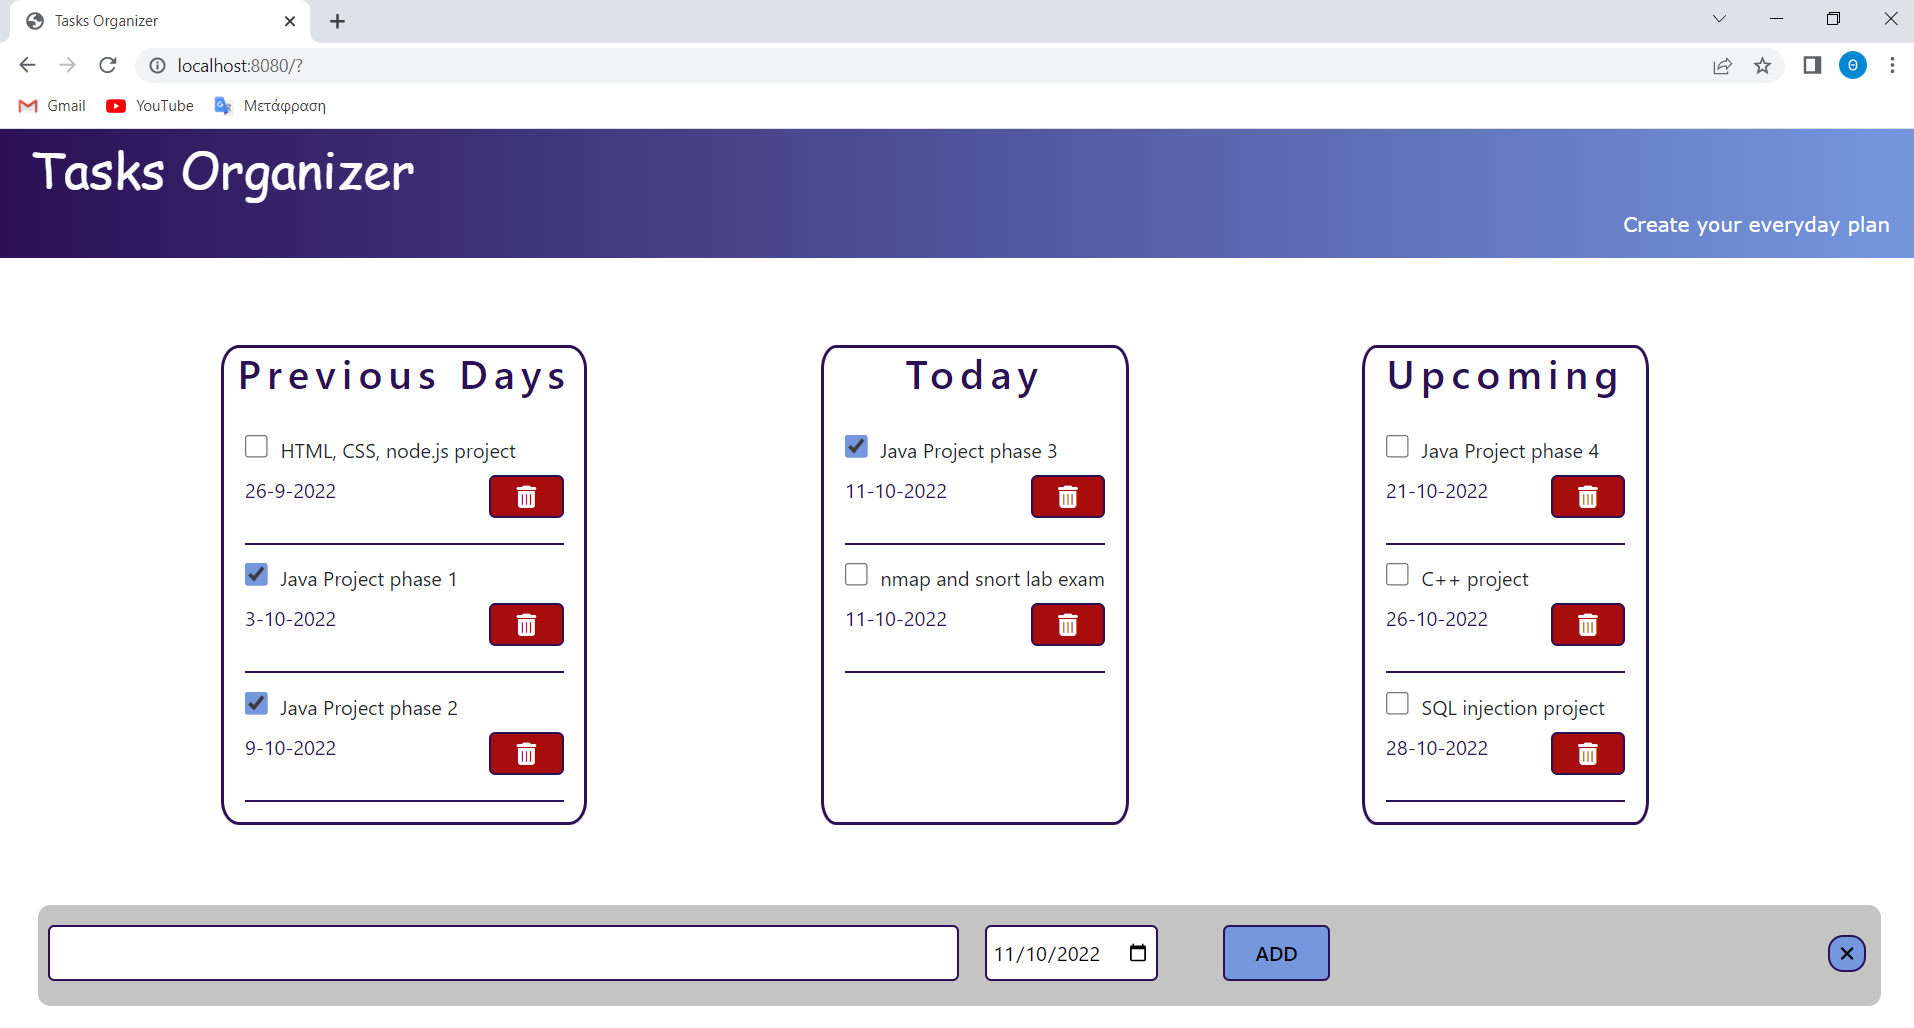 Tasks Organizer
localhost:8080/?
Gmail YouTube Μετάφραση
Θ
Tasks Organizer
Create your everyday plan
Previous Days
HTML, CSS, node.js project
26-9-2022
Java Project phase 1
3-10-2022
Java Project phase 2
9-10-2022
Today
Java Project phase 3
11-10-2022
nmap and snort lab exam
11-10-2022
Upcoming
Java Project phase 4
21-10-2022
C++ project
26-10-2022
SQL injection project
28-10-2022
11/10/2022
ADD